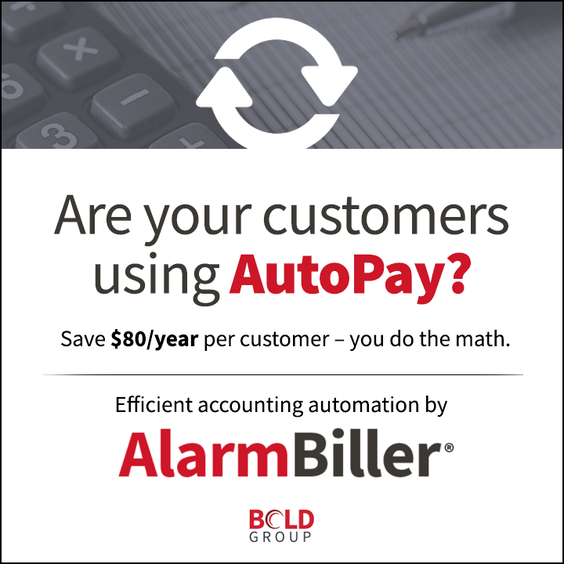 Are your customers
using AutoPay?
Save $80/year per customer – you do the math.
Efficient accounting automation by
AlarmBiller®
BOLD
GROUP